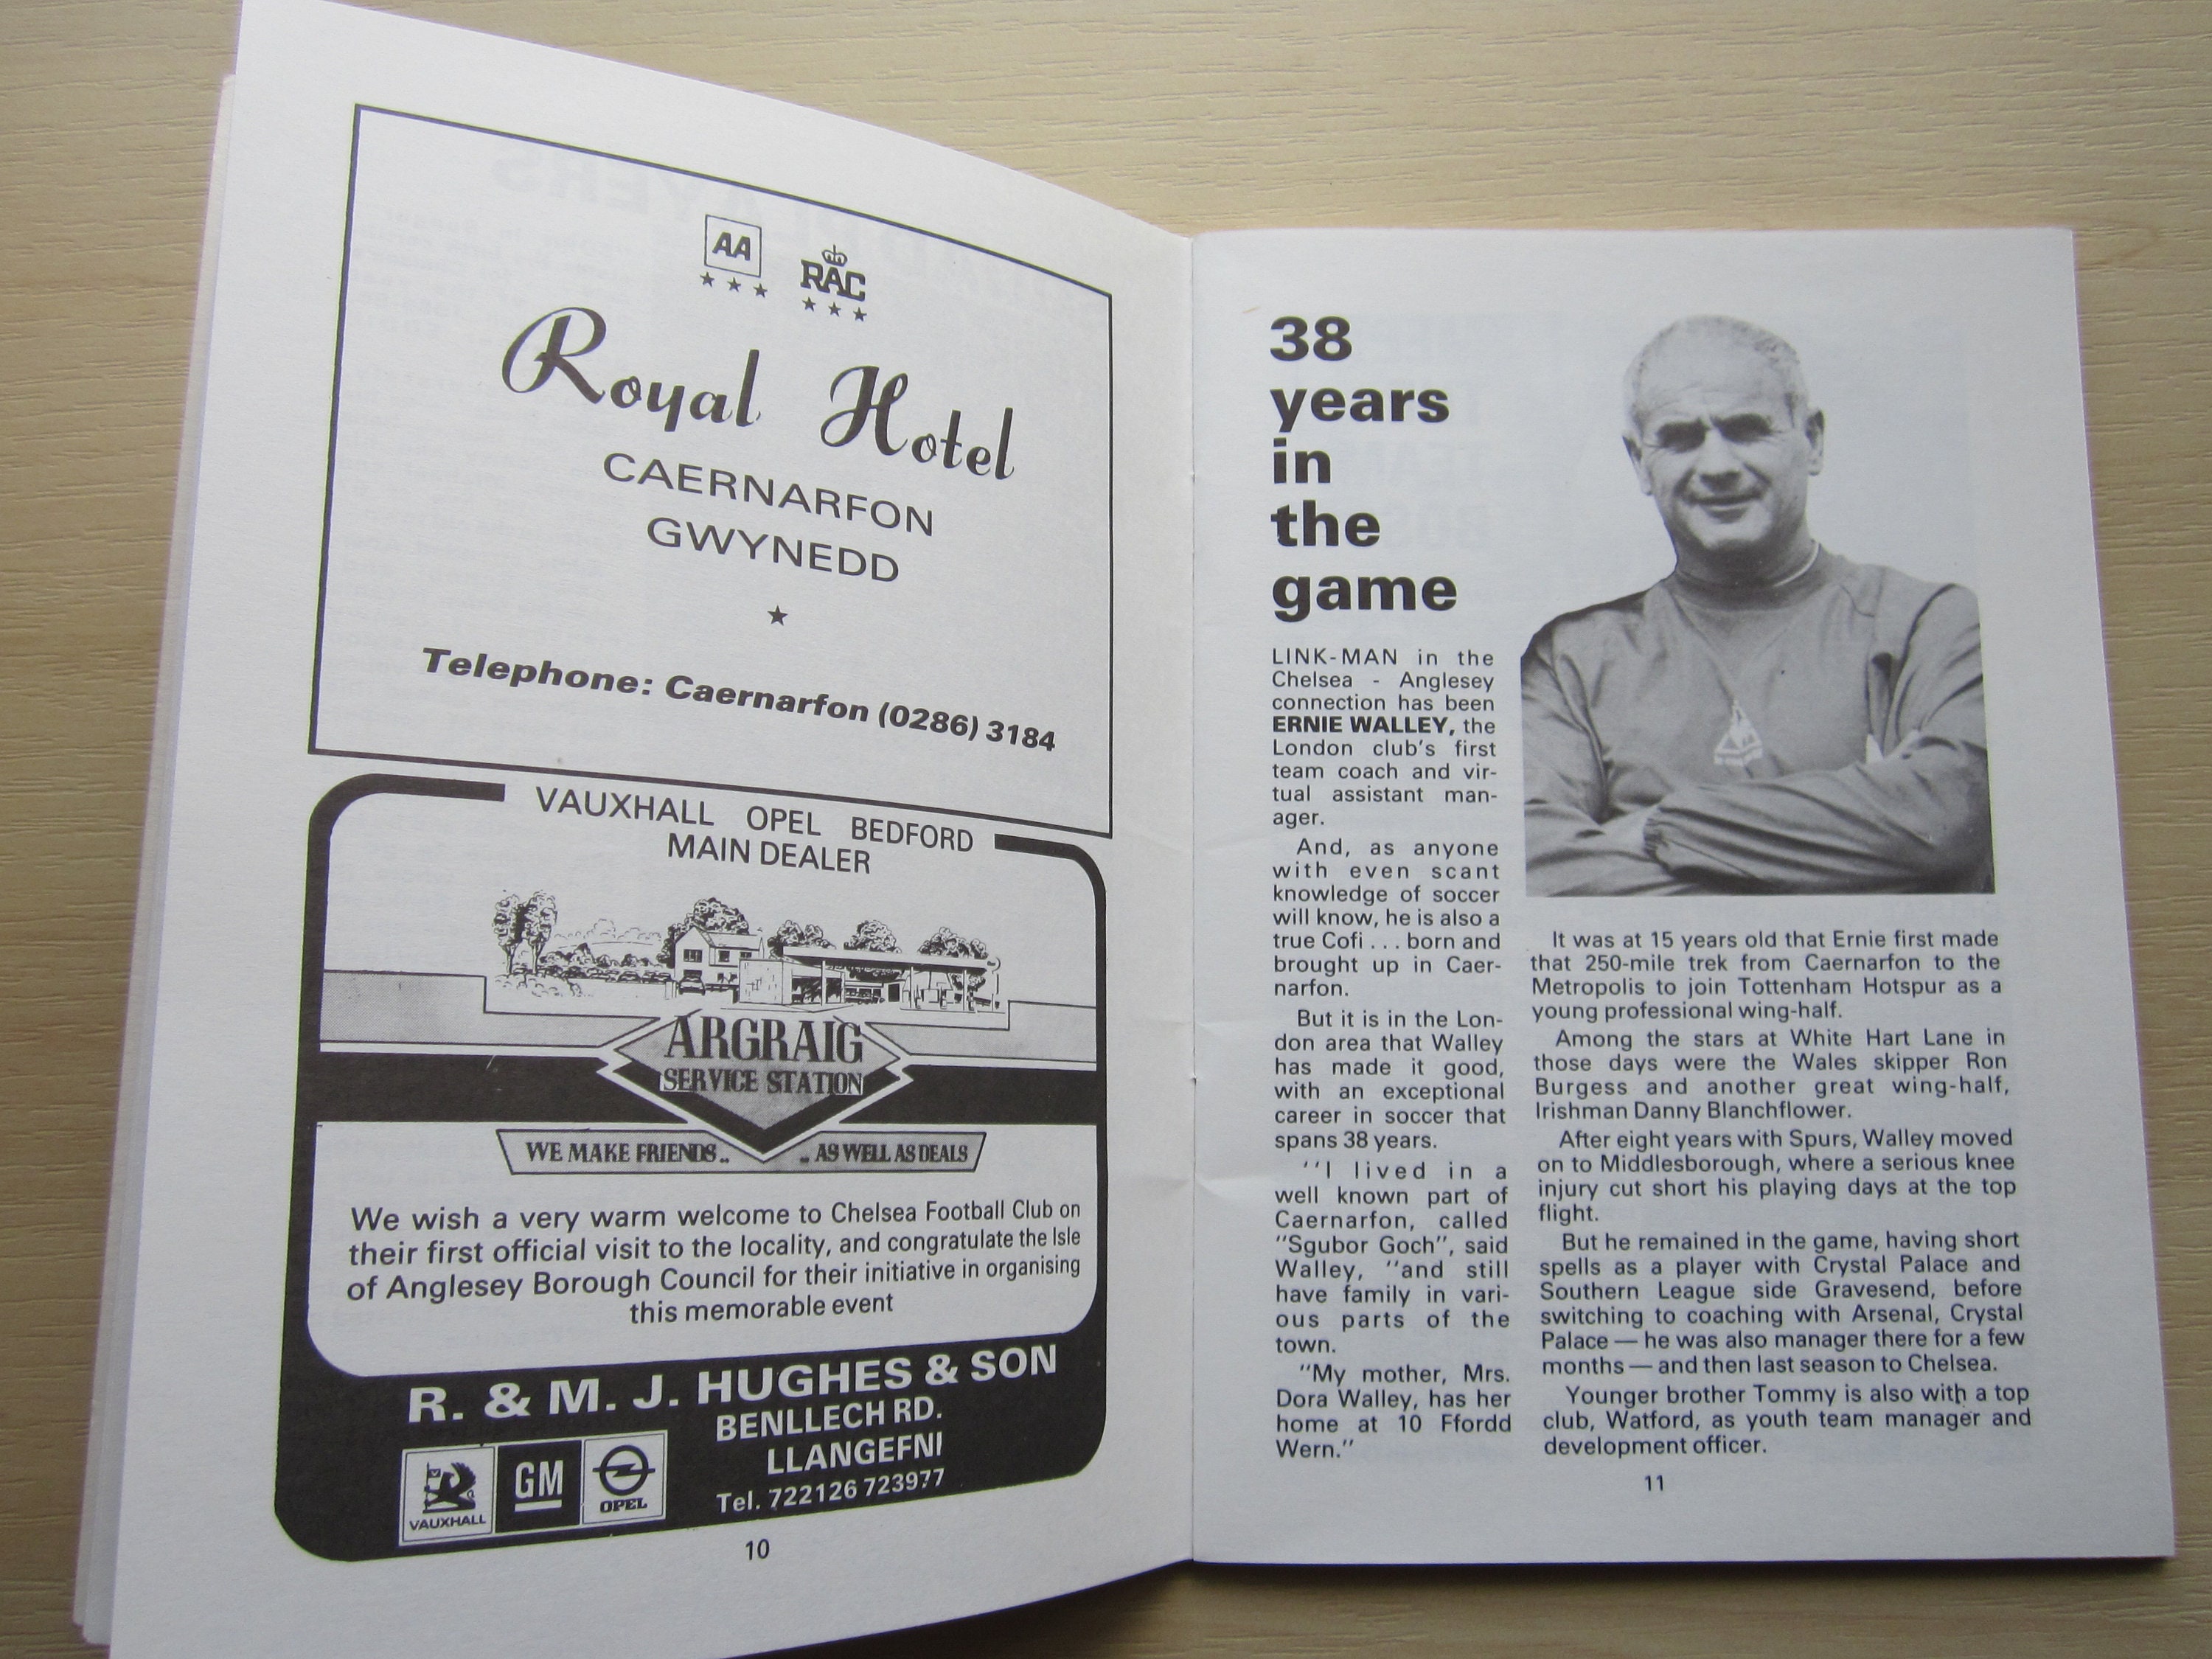 AA
RAC
Royal Hotel
CAERNARFON
GWYNEDD
Telephone: Caernarfon (0286) 3184
VAUXHALL OPEL BEDFORD
MAIN DEALER
ARGRAIG
SERVICE STATION
WE MAKE FRIENDS.. .. AS WELL AS DEALS
We wish a very warm welcome to Chelsea Football Club on
their first official visit to the locality, and congratulate the Isle
of Anglesey Borough Council for their initiative in organising
this memorable event
R. & M. J. HUGHES & SON
BENLLECH RD.
LLANGEFNI
Tel. 722126 723977
VAUXHALL
GM
OPEL
10
38
years
in
the
game
LINK-MAN in the
Chelsea - Anglesey
connection has been
ERNIE WALLEY, the
London club's first
team coach and vir-
tual assistant man-
ager.
And, as anyone
with even scant
knowledge of soccer
will know, he is also a
true Cofi . . . born and
brought up in Caer-
narfon.
But it is in the Lon-
don area that Walley
has made it good,
with an exceptional
career in soccer that
spans 38 years.
''I lived in a
well known part of
Caernarfon, called
"Sgubor Goch", said
Walley, "and still
have family in vari-
ous parts of the
town.
"My mother, Mrs.
Dora Walley, has her
home at 10 Ffordd
Wern."
It was at 15 years old that Ernie first made
that 250-mile trek from Caernarfon to the
Metropolis to join Tottenham Hotspur as a
young professional wing-half.
Among the stars at White Hart Lane in
those days were the Wales skipper Ron
Burgess and another great wing-half,
Irishman Danny Blanchflower.
After eight years with Spurs, Walley moved
on to Middlesborough, where a serious knee
injury cut short his playing days at the top
flight.
But he remained in the game, having short
spells as a player with Crystal Palace and
Southern League side Gravesend, before
switching to coaching with Arsenal, Crystal
Palace — he was also manager there for a few
months — and then last season to Chelsea.
Younger brother Tommy is also with a top
club, Watford, as youth team manager and
development officer.
11